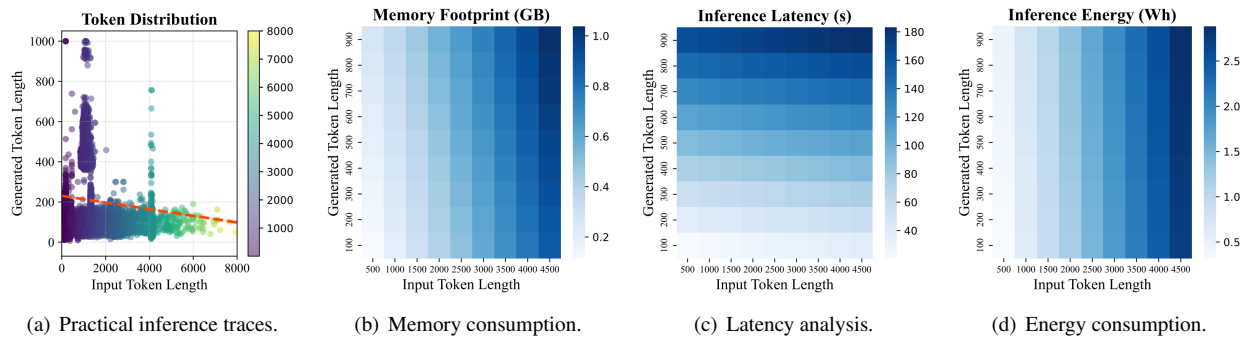 Token Distribution
Generated Token Length
1000
800
600
400
200
0
0 2000 4000 6000 8000
Input Token Length
8000
7000
6000
5000
4000
3000
2000
1000
(a) Practical inference traces.
Memory Footprint (GB)
Generated Token Length
900
800
700
600
500
400
300
200
100
500 1000 1500 2000 2500 3000 3500 4000 4500
Input Token Length
1.0
0.8
0.6
0.4
0.2
(b) Memory consumption.
Inference Latency (s)
Generated Token Length
900
800
700
600
500
400
300
200
100
500 1000 1500 2000 2500 3000 3500 4000 4500
Input Token Length
180
160
140
120
100
80
60
40
(c) Latency analysis.
Inference Energy (Wh)
Generated Token Length
900
800
700
600
500
400
300
200
100
500 1000 1500 2000 2500 3000 3500 4000 4500
Input Token Length
2.5
2.0
1.5
1.0
0.5
(d) Energy consumption.